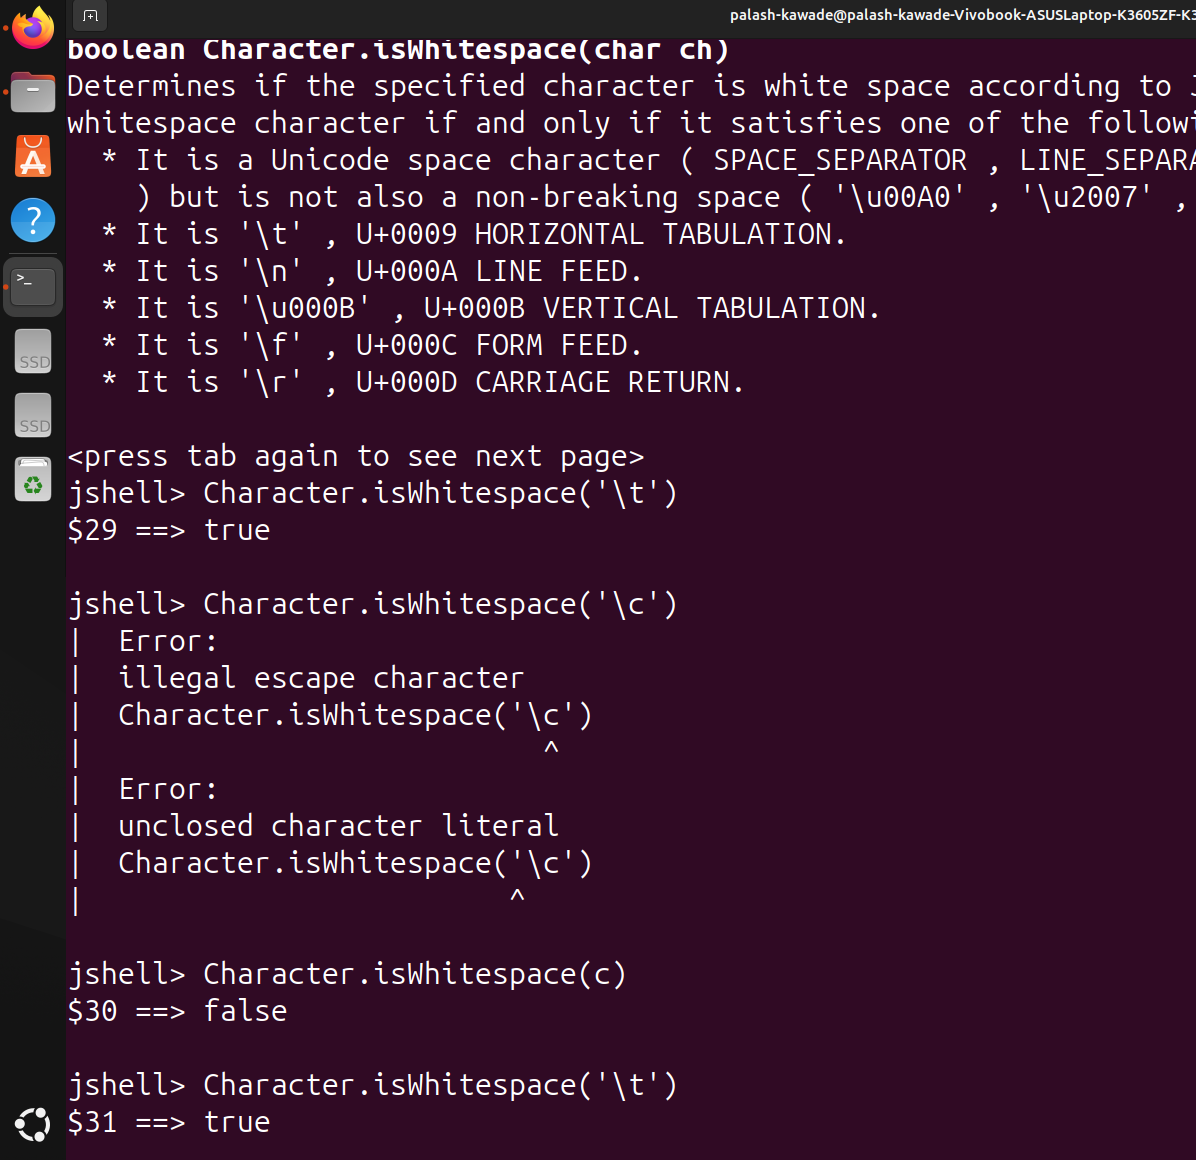 palash-kawade@palash-kawade-Vivobook-ASUSLaptop-K3605ZF-K3
boolean Character.isWhitespace(char ch)
Determines if the specified character is white space according to J
whitespace character if and only if it satisfies one of the followi
* It is a Unicode space character ( SPACE_SEPARATOR , LINE_SEPARA
) but is not also a non-breaking space ( '\u00A0' , '\u2007' ,
* It is '\t' , U+0009 HORIZONTAL TABULATION.
* It is '\n' , U+000A LINE FEED.
* It is '\u000B' , U+000B VERTICAL TABULATION.
* It is '\f' , U+000C FORM FEED.
* It is '\r' , U+000D CARRIAGE RETURN.
<press tab again to see next page>
jshell> Character.isWhitespace('\t')
$29 ==> true
jshell> Character.isWhitespace('\c')
| Error:
| illegal escape character
| Character.isWhitespace('\c')
| ^
| Error:
| unclosed character literal
| Character.isWhitespace('\c')
| ^
jshell> Character.isWhitespace(c)
$30 ==> false
jshell> Character.isWhitespace('\t')
$31 ==> true
A
?
>_
SSD
SSD